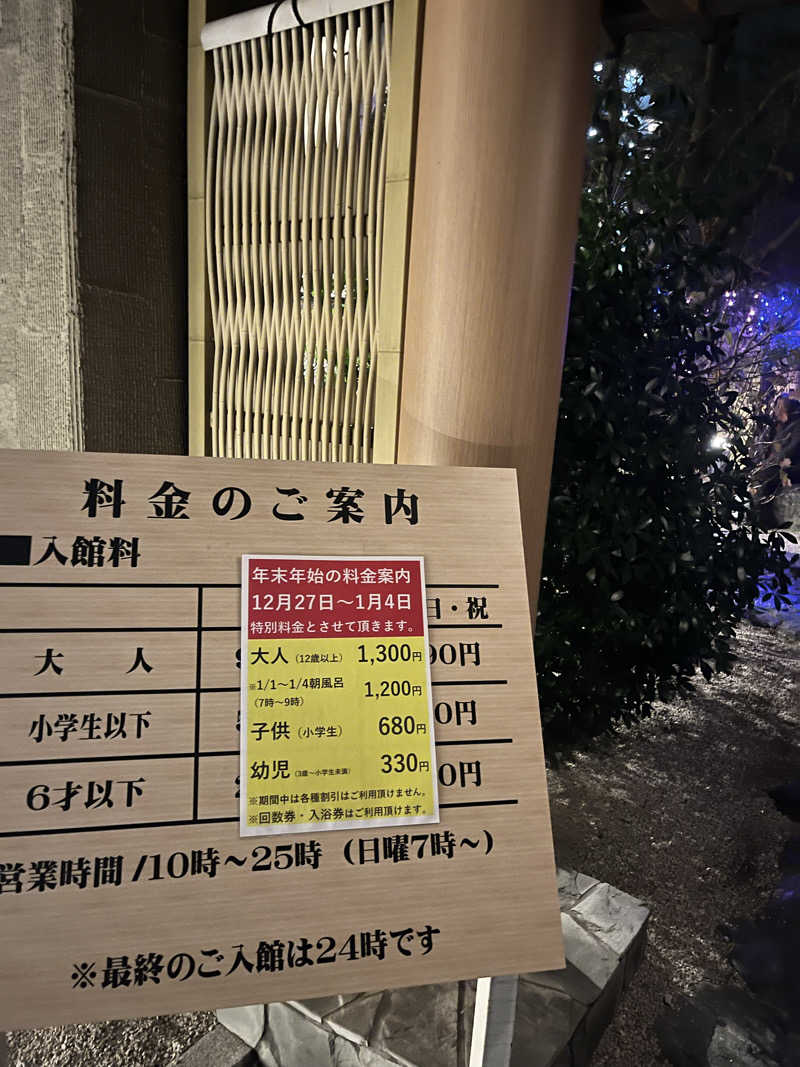 料金のご案内
■入館料
年末年始の料金案内
12月27日～1月4日
特別料金とさせて頂きます。
日・祝
大人
大人（12歳以上）1,300円
90円
※1/1～1/4朝風呂
（7時～9時）
1,200円
小学生以下
子供（小学生）680円
0円
6才以下
幼児（3歳～小学生未満）330円
0円
※期間中は各種割引はご利用頂けません。
※回数券・入浴券はご利用頂けます。
営業時間/10時～25時（日曜7時～）
※最終のご入館は24時です